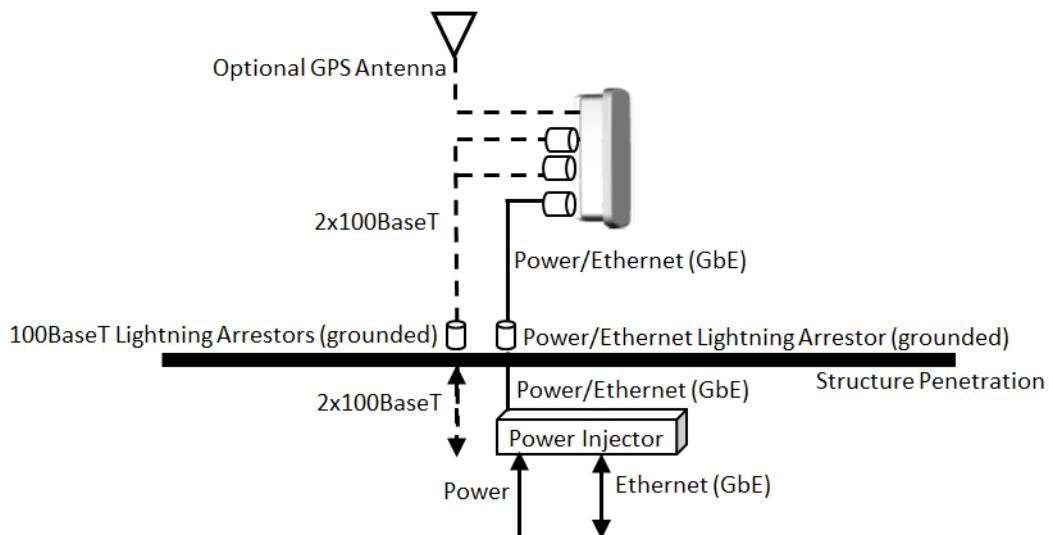 Optional GPS Antenna
2x100BaseT
Power/Ethernet (GbE)
100BaseT Lightning Arrestors (grounded)
Power/Ethernet Lightning Arrestor (grounded)
Structure Penetration
2x100BaseT
Power/Ethernet (GbE)
Power Injector
Power
Ethernet (GbE)